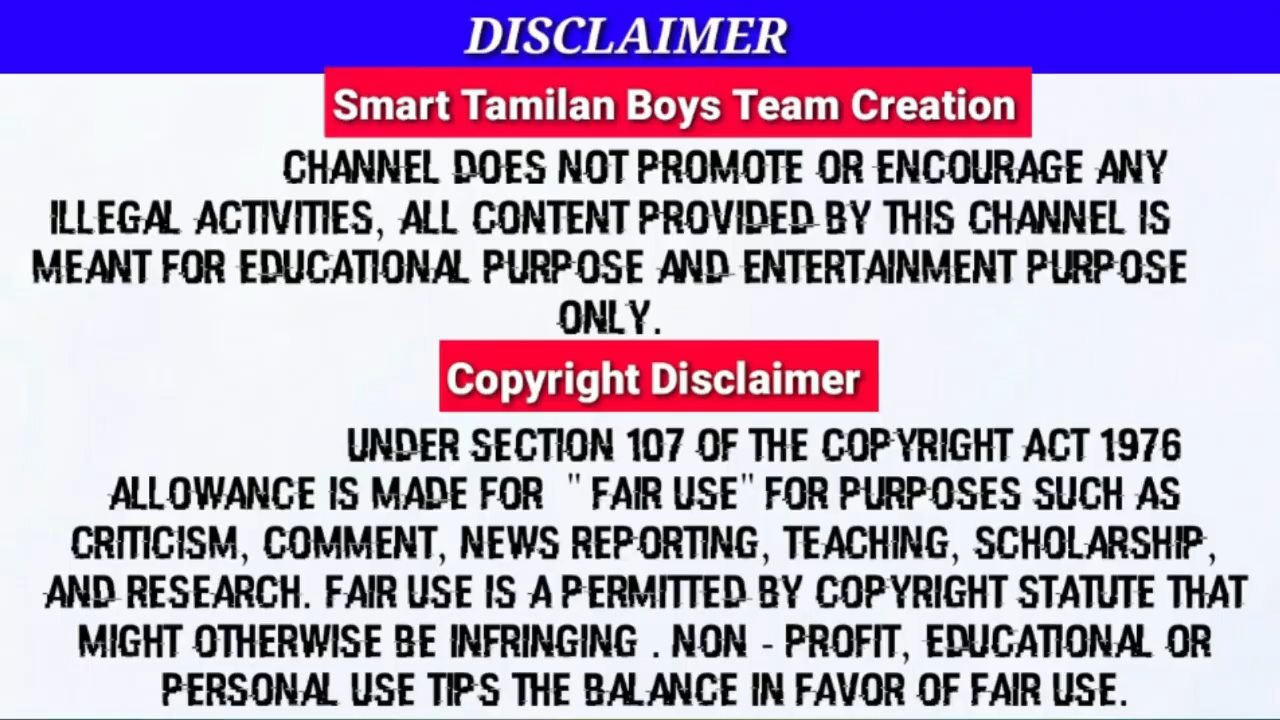 DISCLAIMER
Smart Tamilan Boys Team Creation
CHANNEL DOES NOT PROMOTE OR ENCOURAGE ANY
ILLEGAL ACTIVITIES, ALL CONTENT PROVIDED BY THIS CHANNEL IS
MEANT FOR EDUCATIONAL PURPOSE AND ENTERTAINMENT PURPOSE
ONLY.
Copyright Disclaimer
UNDER SECTION 107 OF THE COPYRIGHT ACT 1976
ALLOWANCE IS MADE FOR " FAIR USE" FOR PURPOSES SUCH AS
CRITICISM, COMMENT, NEWS REPORTING, TEACHING, SCHOLARSHIP,
AND RESEARCH. FAIR USE IS A PERMITTED BY COPYRIGHT STATUTE THAT
MIGHT OTHERWISE BE INFRINGING . NON - PROFIT, EDUCATIONAL OR
PERSONAL USE TIPS THE BALANCE IN FAVOR OF FAIR USE.